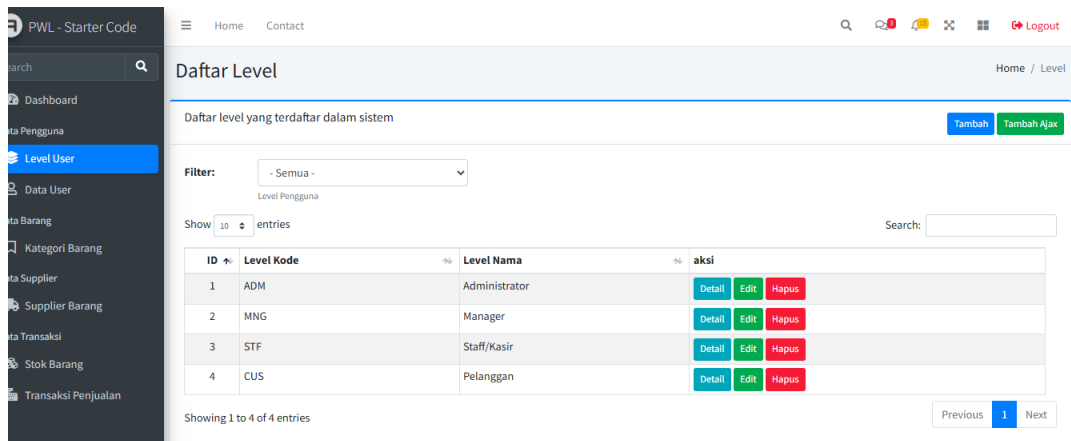 PWL - Starter Code
Home Contact
3
15
Logout
earch
Daftar Level
Home / Level
Dashboard
Daftar level yang terdaftar dalam sistem
Tambah Tambah Ajax
ata Pengguna
Level User
Filter: - Semua -
Data User
Level Pengguna
ata Barang
Show 10 entries
Search:
Kategori Barang
ID Level Kode Level Nama aksi
ata Supplier
1 ADM Administrator Detail Edit Hapus
Supplier Barang
2 MNG Manager Detail Edit Hapus
ata Transaksi
3 STF Staff/Kasir Detail Edit Hapus
Stok Barang
4 CUS Pelanggan Detail Edit Hapus
Transaksi Penjualan
Showing 1 to 4 of 4 entries
Previous 1 Next